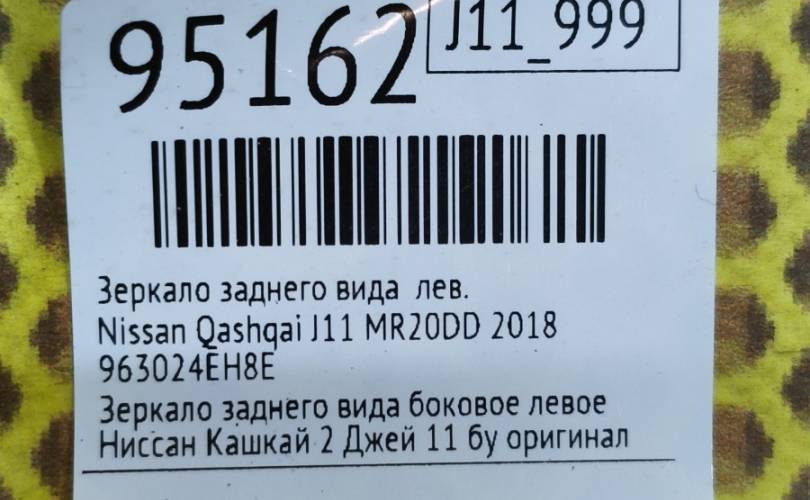 95162
J11_999
Зеркало заднего вида лев.
Nissan Qashqai J11 MR20DD 2018
963024EH8E
Зеркало заднего вида боковое левое
Ниссан Кашкай 2 Джей 11 бу оригинал